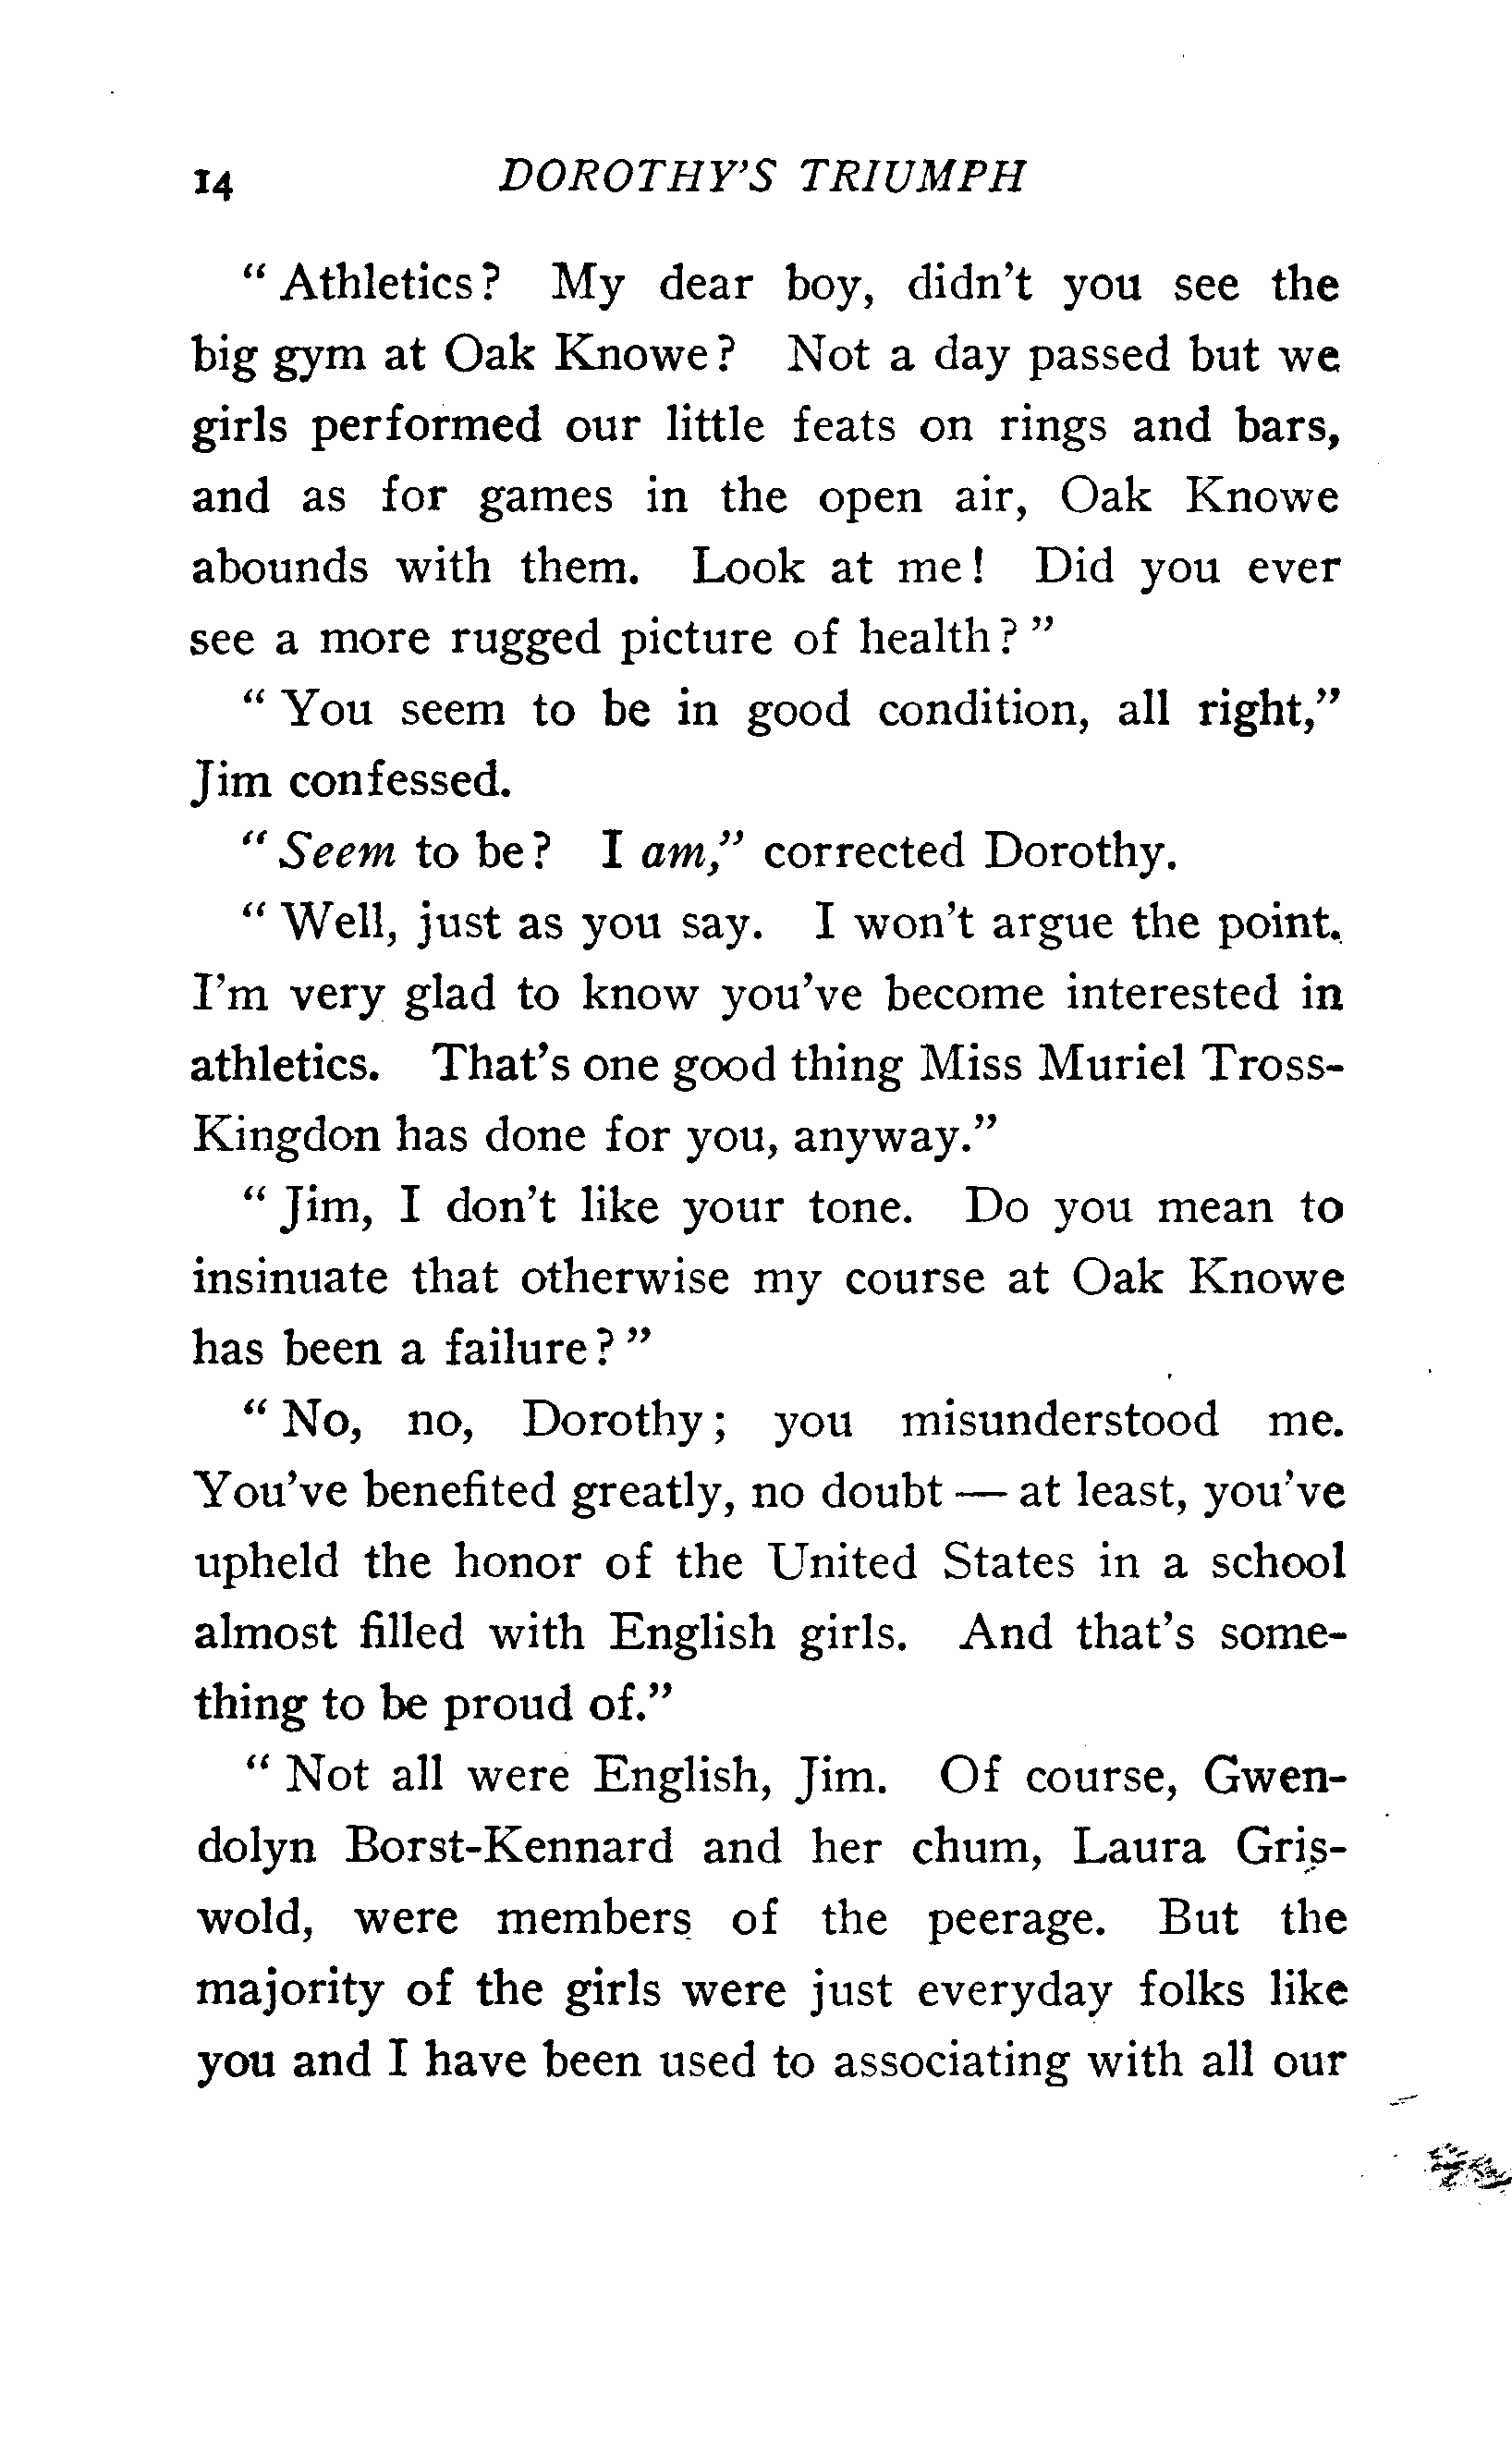 14 DOROTHY'S TRIUMPH
" Athletics? My dear boy, didn't you see the
big gym at Oak Knowe? Not a day passed but we
girls performed our little feats on rings and bars,
and as for games in the open air, Oak Knowe
abounds with them. Look at me! Did you ever
see a more rugged picture of health?"
" You seem to be in good condition, all right,"
Jim confessed.
" Seem to be? I am," corrected Dorothy.
" Well, just as you say. I won't argue the point.
I'm very glad to know you've become interested in
athletics. That's one good thing Miss Muriel Tross-
Kingdon has done for you, anyway."
" Jim, I don't like your tone. Do you mean to
insinuate that otherwise my course at Oak Knowe
has been a failure?"
" No, no, Dorothy; you misunderstood me.
You've benefited greatly, no doubt — at least, you've
upheld the honor of the United States in a school
almost filled with English girls. And that's some-
thing to be proud of."
" Not all were English, Jim. Of course, Gwen-
dolyn Borst-Kennard and her chum, Laura Gris-
wold, were members of the peerage. But the
majority of the girls were just everyday folks like
you and I have been used to associating with all our